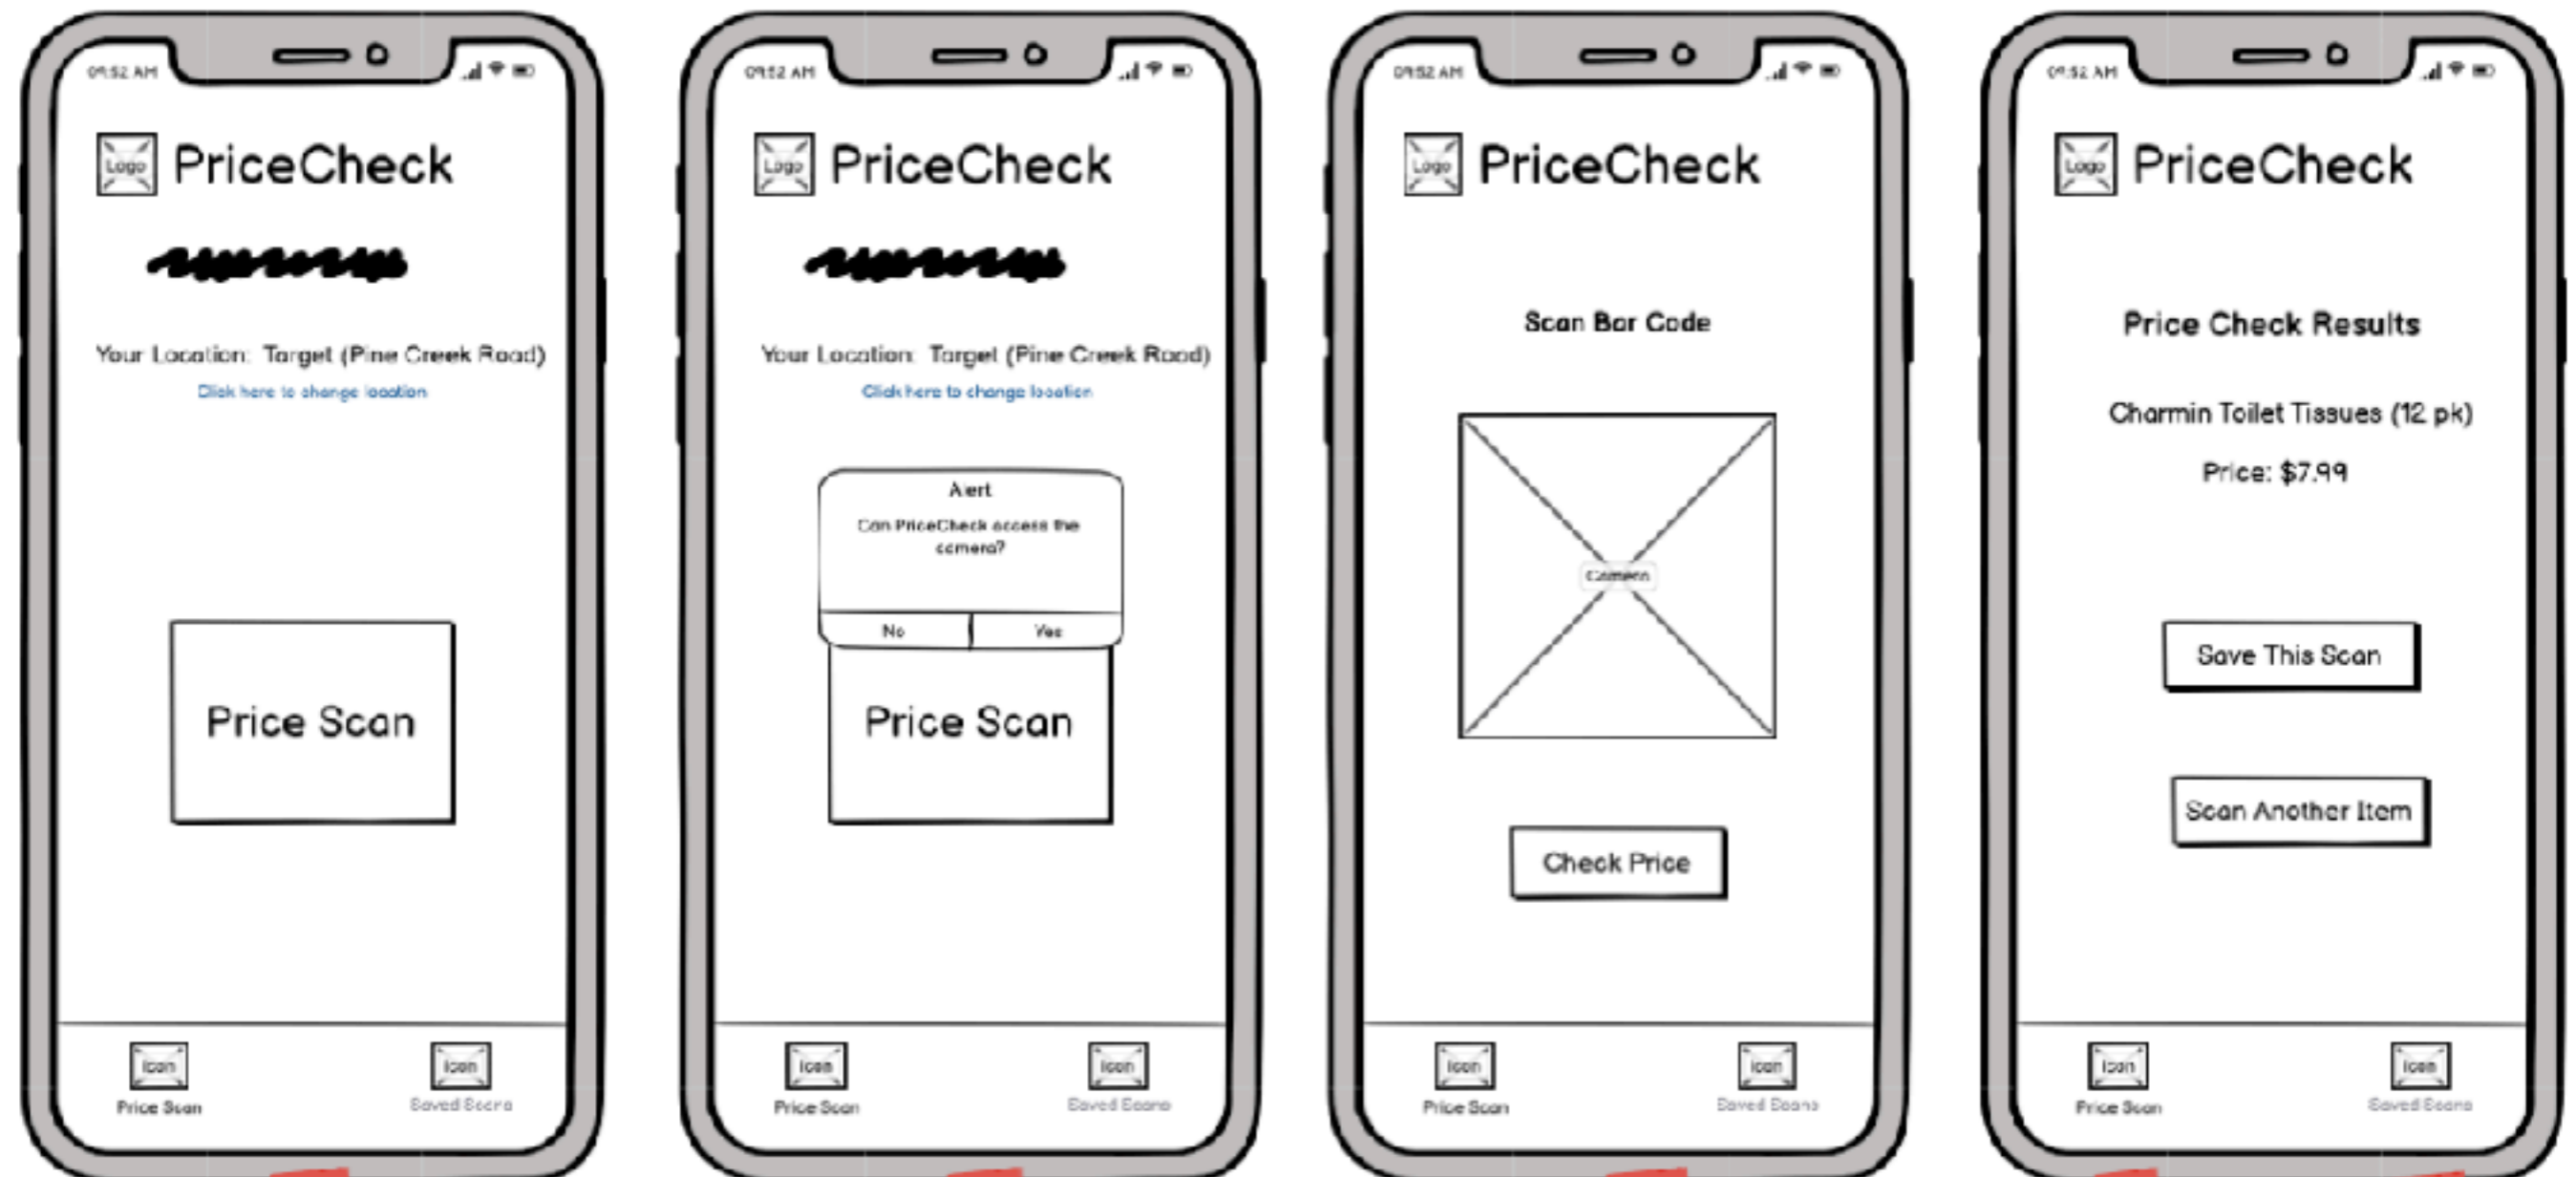 09:52 AM
Logo PriceCheck
Your Location: Target (Pine Creek Road)
Click here to change location
Price Scan
Icon
Price Scan
Icon
Saved Scans
09:52 AM
Logo PriceCheck
Your Location: Target (Pine Creek Road)
Click here to change location
Alert
Can PriceCheck access the
camera?
No Yes
Price Scan
Icon
Price Scan
Icon
Saved Scans
09:52 AM
Logo PriceCheck
Scan Bar Code
Camera
Check Price
Icon
Price Scan
Icon
Saved Scans
09:52 AM
Logo PriceCheck
Price Check Results
Charmin Toilet Tissues (12 pk)
Price: $7.99
Save This Scan
Scan Another Item
Icon
Price Scan
Icon
Saved Scans